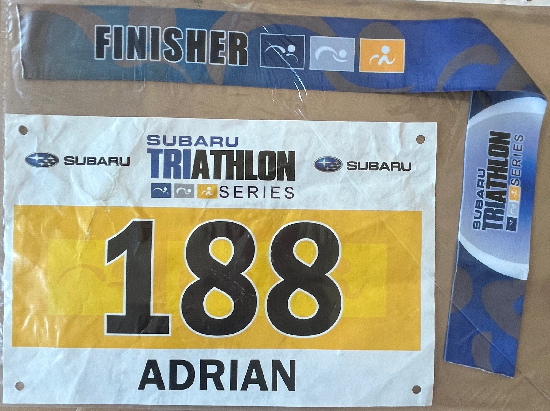 FINISHER
SUBARU
TRIATHLON
SERIES
SUBARU
SUBARU
188
ADRIAN
SUBARU
TRIATHLON
SERIES